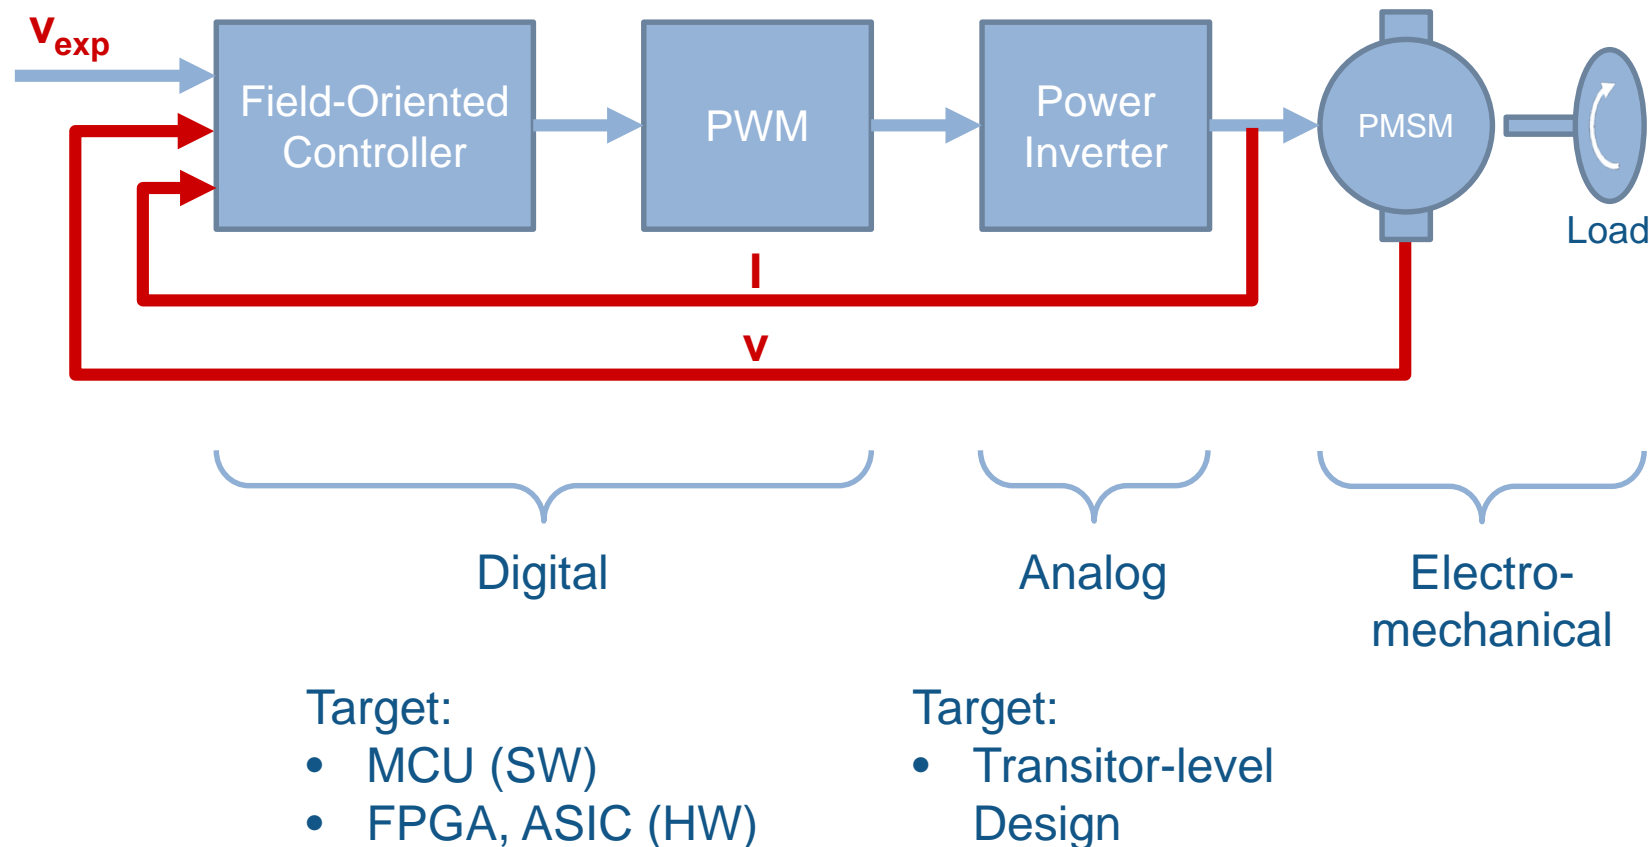 v_exp
Field-Oriented
Controller
PWM
Power
Inverter
PMSM
Load
I
v
Digital
Analog
Electro-
mechanical
Target:
• MCU (SW)
• FPGA, ASIC (HW)
Target:
• Transitor-level
Design